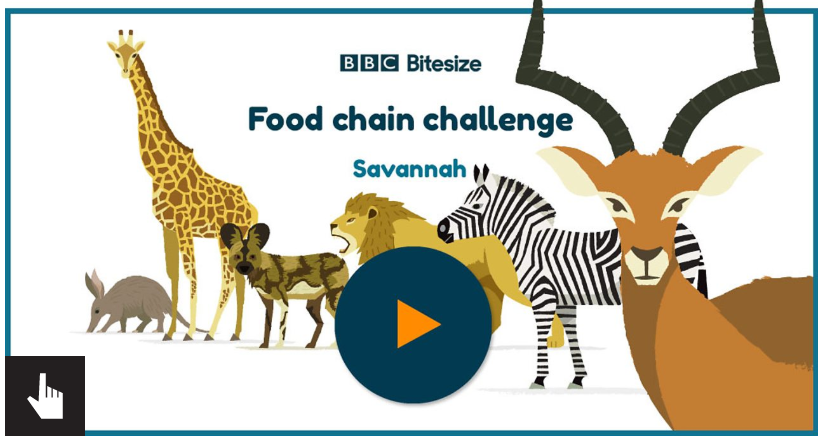 BBC Bitesize
Food chain challenge
Savannah